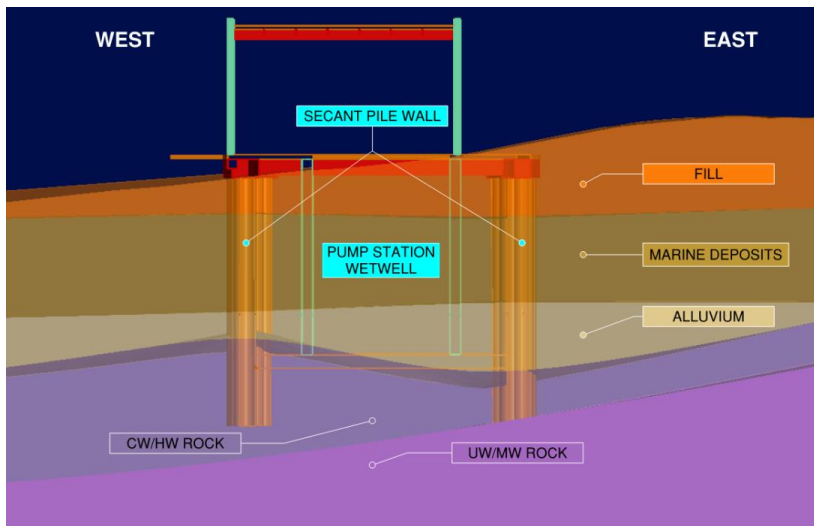 WEST
EAST
SECANT PILE WALL
FILL
PUMP STATION
WETWELL
MARINE DEPOSITS
ALLUVIUM
CW/HW ROCK
UW/MW ROCK